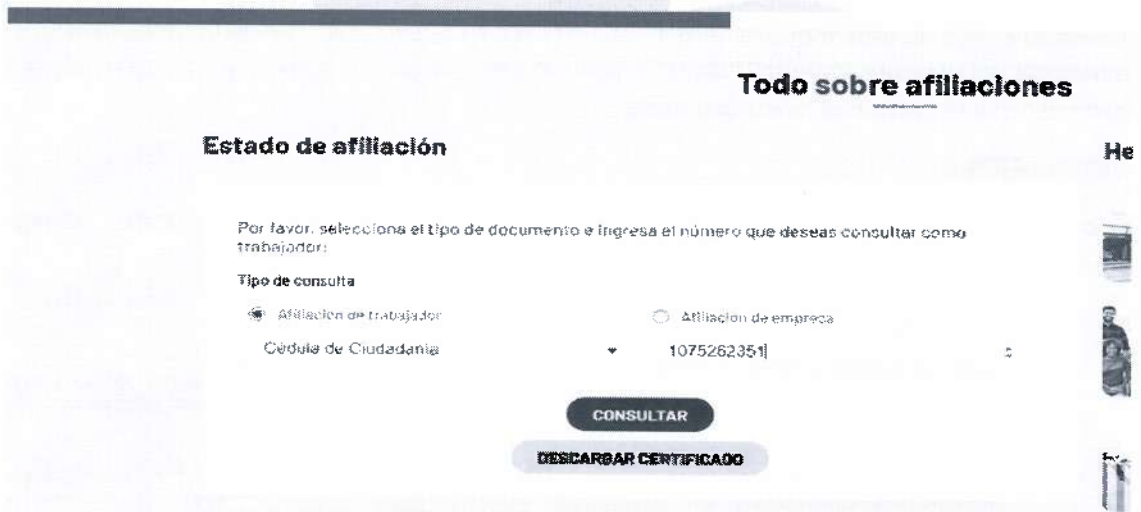 Todo sobre afiliaciones
Estado de afiliación
He
Por favor, selecciona el tipo de documento e ingresa el número que deseas consultar como
trabajador:
Tipo de consulta
Afiliación de trabajador
Afiliación de empresa
Cédula de Ciudadanía
1075262351
CONSULTAR
DESCARGAR CERTIFICADO